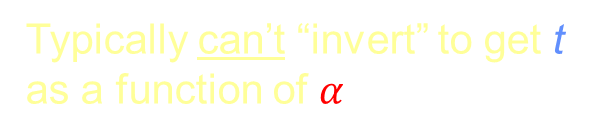 Typically can’t “invert” to get t
as a function of α